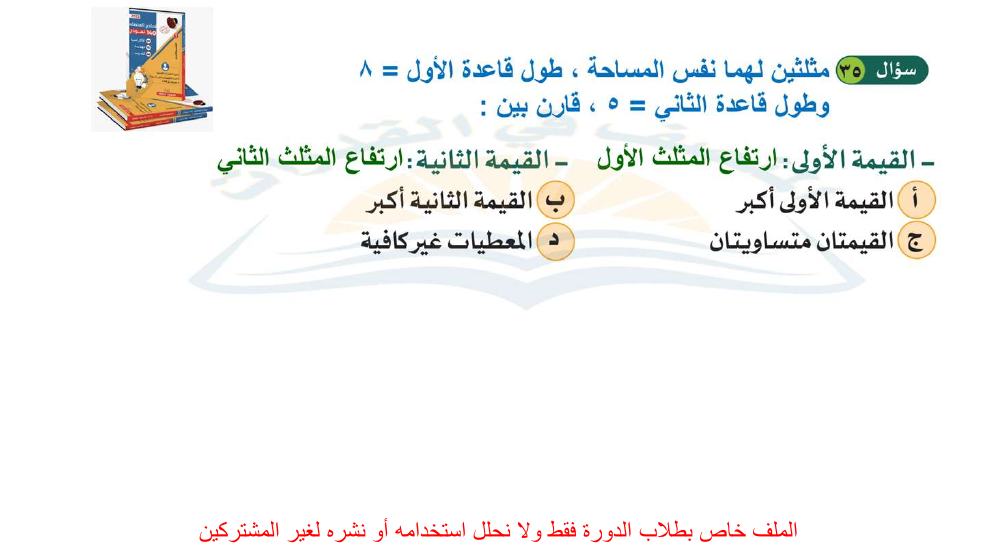 سؤال ٣٥ مثلثين لهما نفس المساحة ، طول قاعدة الأول = ٨
وطول قاعدة الثاني = ٥ ، قارن بين :
– القيمة الأولى: ارتفاع المثلث الأول – القيمة الثانية: ارتفاع المثلث الثاني
أ القيمة الأولى أكبر ب القيمة الثانية أكبر
ج القيمتان متساويتان د المعطيات غير كافية
الملف خاص بطلاب الدورة فقط ولا نحلل استخدامه أو نشره لغير المشتركين